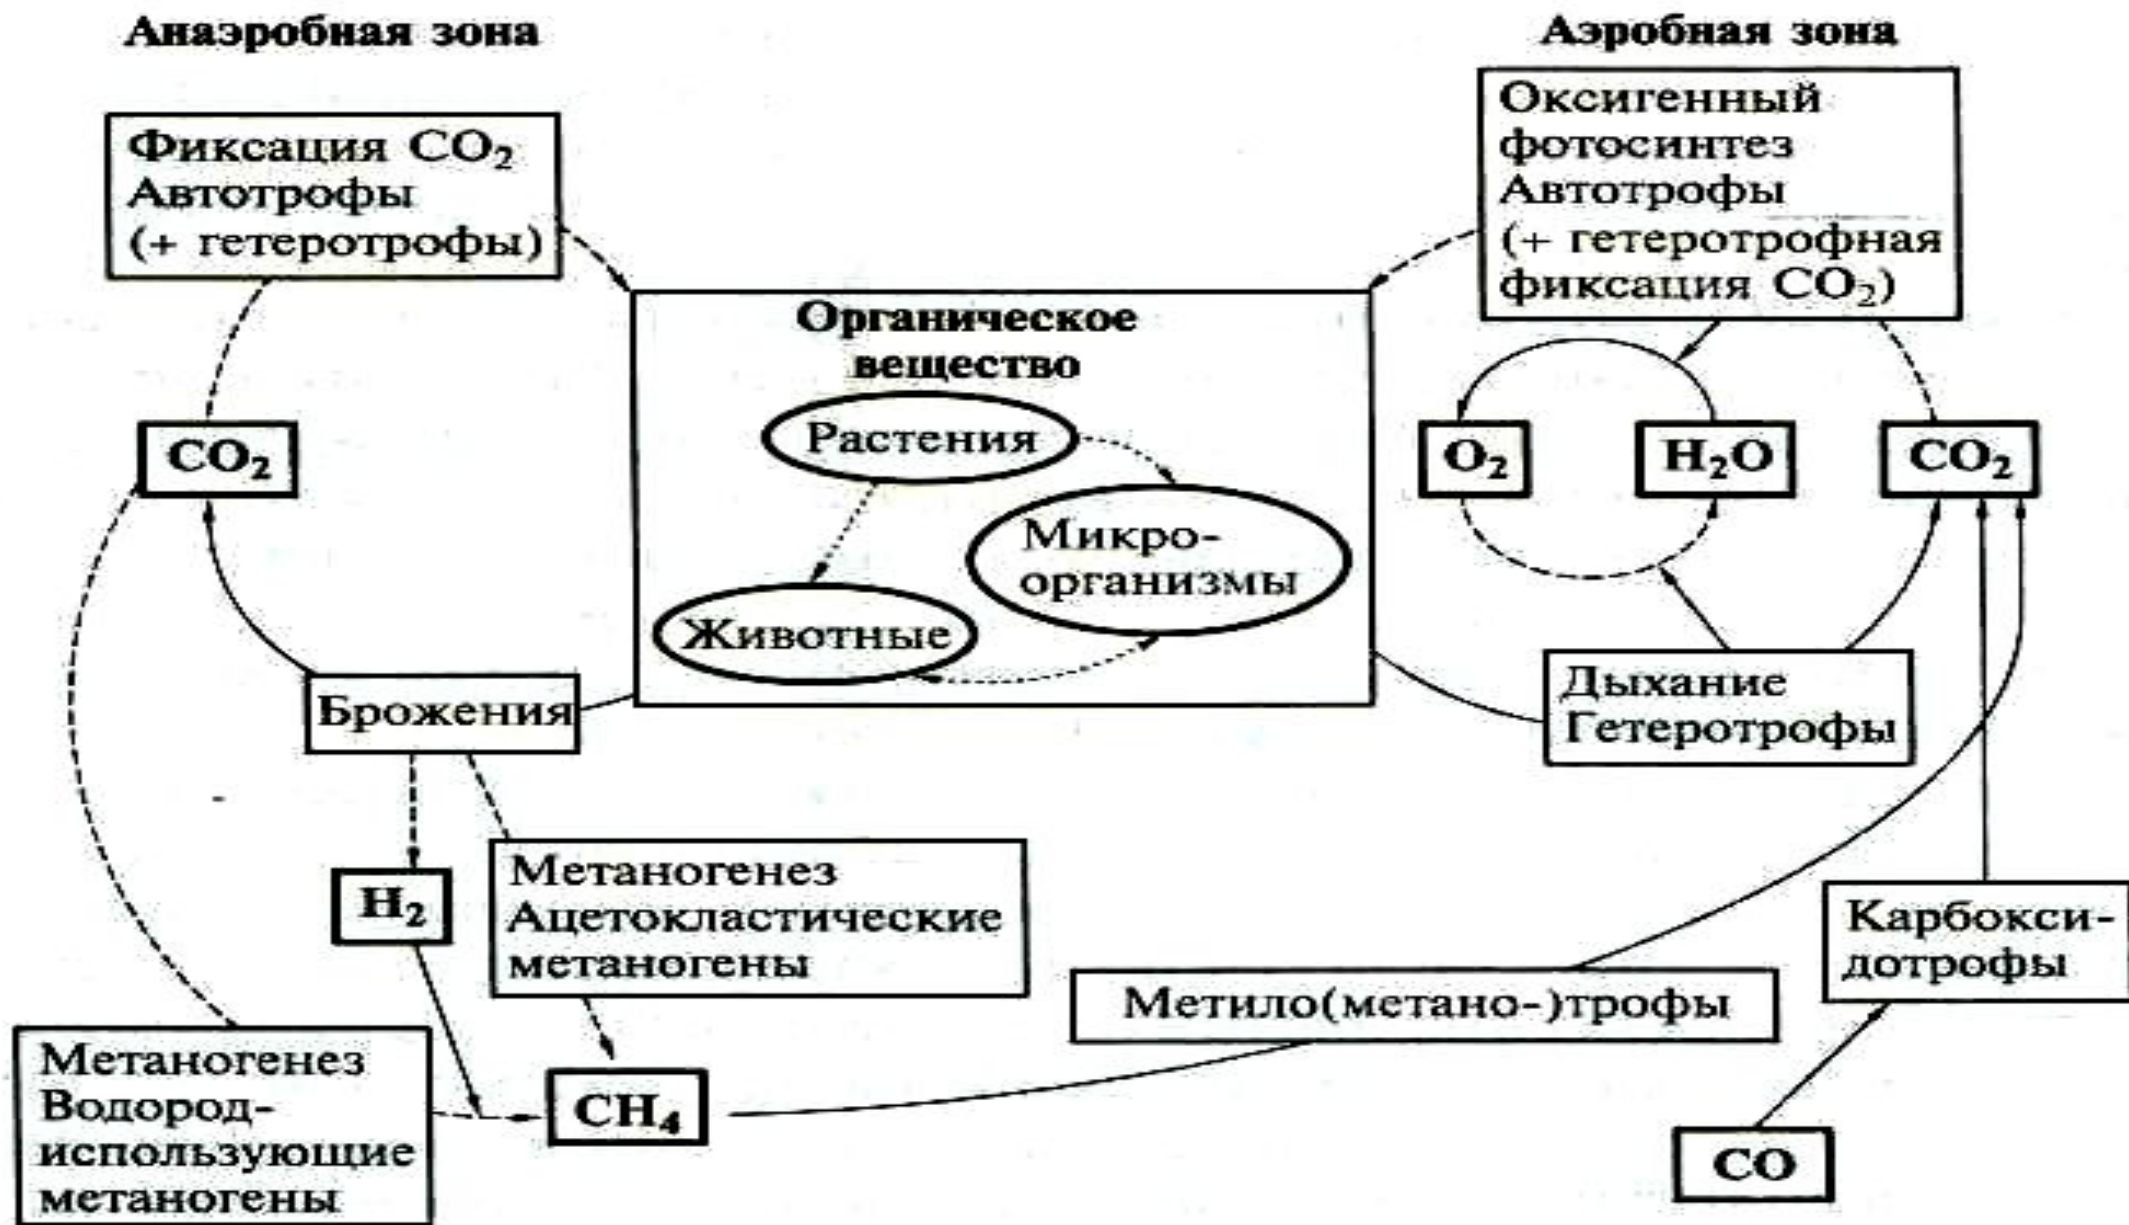 Анаэробная зона
Аэробная зона
Фиксация CO₂
Автотрофы
(+ гетеротрофы)
Оксигенный
фотосинтез
Автотрофы
(+ гетеротрофная
фиксация CO₂)
Органическое
вещество
Растения
Микро-
организмы
Животные
CO₂
O₂
H₂O
CO₂
Брожения
Дыхание
Гетеротрофы
H₂
Метаногенез
Ацетокластические
метаногены
Карбокси-
дотрофы
Метило(метано-)трофы
Метаногенез
Водород-
использующие
метаногены
CH₄
CO